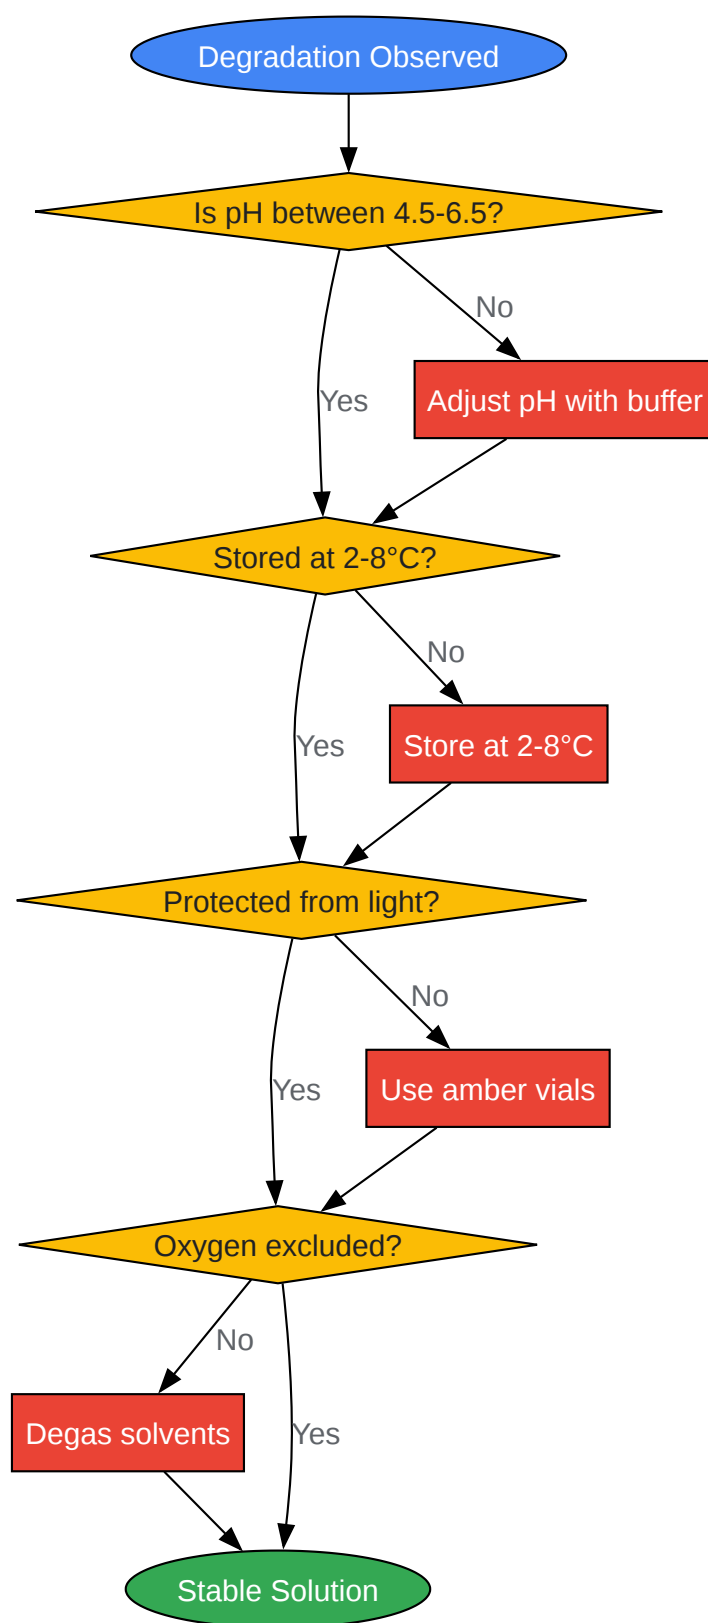 Degradation Observed
Is pH between 4.5-6.5?
No
Yes
Adjust pH with buffer
Stored at 2-8°C?
No
Yes
Store at 2-8°C
Protected from light?
No
Yes
Use amber vials
Oxygen excluded?
No
Degas solvents
Yes
Stable Solution